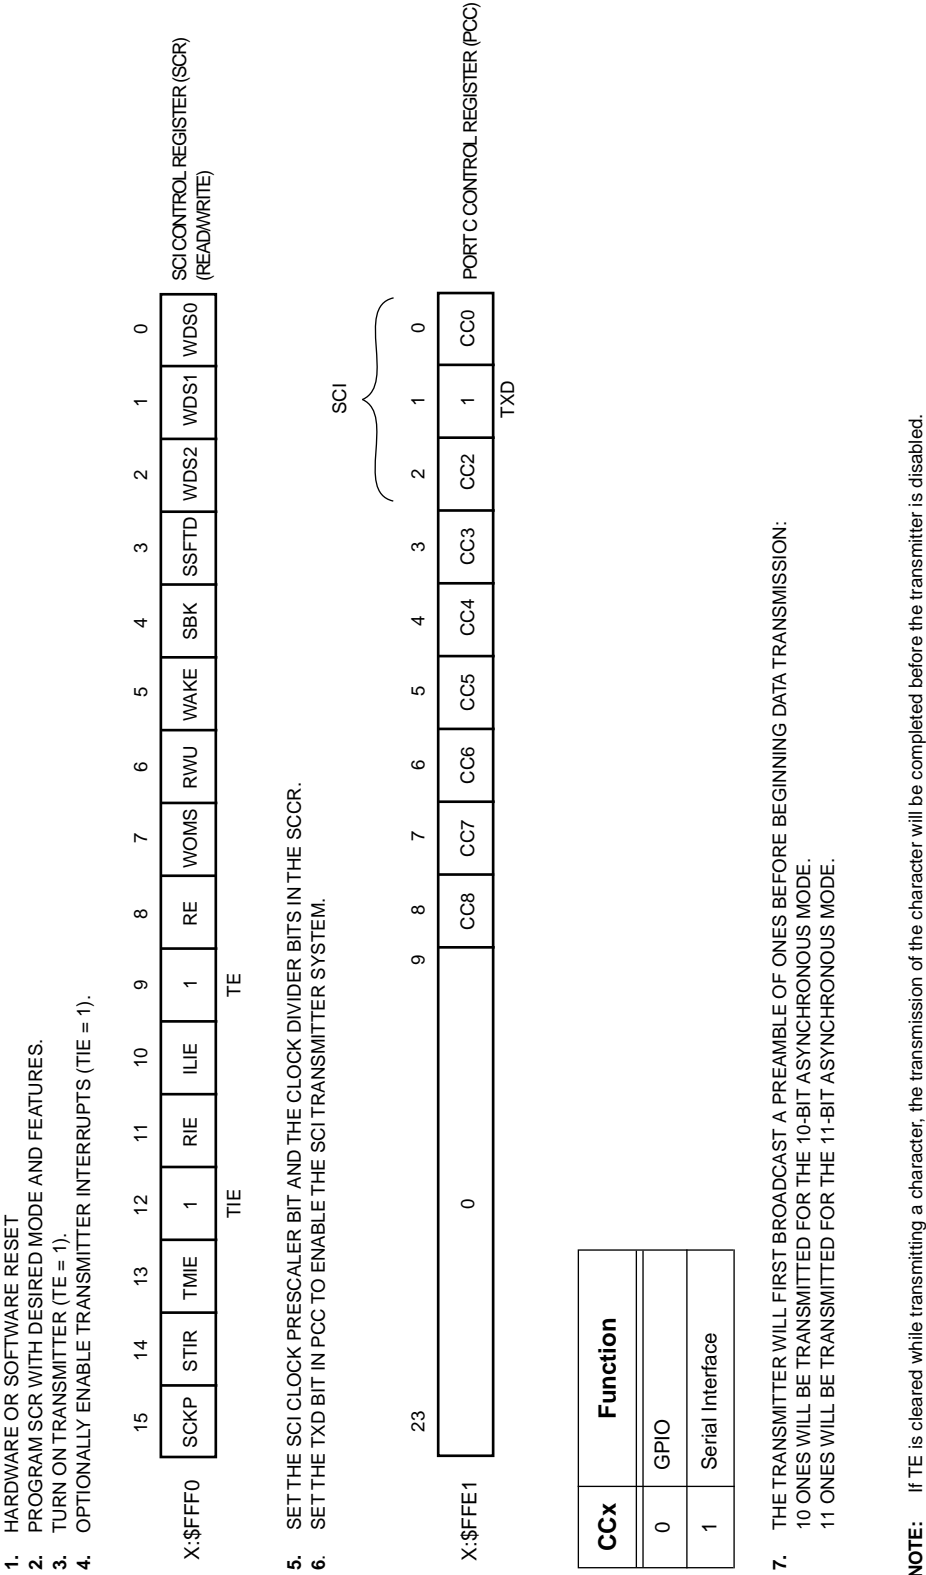 1. HARDWARE OR SOFTWARE RESET
2. PROGRAM SCR WITH DESIRED MODE AND FEATURES.
3. TURN ON TRANSMITTER (TE = 1).
4. OPTIONALLY ENABLE TRANSMITTER INTERRUPTS (TIE = 1).
15 14 13 12 11 10 9 8 7 6 5 4 3 2 1 0
X:$FFF0 SCKP STIR TMIE 1 RIE ILIE 1 RE WOMS RWU WAKE SBK SSFTD WDS2 WDS1 WDS0 SCI CONTROL REGISTER (SCR)
(READ/WRITE)
TIE TE
5. SET THE SCI CLOCK PRESCALER BIT AND THE CLOCK DIVIDER BITS IN THE SCCR.
6. SET THE TXD BIT IN PCC TO ENABLE THE SCI TRANSMITTER SYSTEM.
SCI
23 9 8 7 6 5 4 3 2 1 0
X:$FFE1 0 CC8 CC7 CC6 CC5 CC4 CC3 CC2 1 CC0 PORT C CONTROL REGISTER (PCC)
TXD
CCx Function
0 GPIO
1 Serial Interface
7. THE TRANSMITTER WILL FIRST BROADCAST A PREAMBLE OF ONES BEFORE BEGINNING DATA TRANSMISSION:
10 ONES WILL BE TRANSMITTED FOR THE 10-BIT ASYNCHRONOUS MODE.
11 ONES WILL BE TRANSMITTED FOR THE 11-BIT ASYNCHRONOUS MODE.
NOTE: If TE is cleared while transmitting a character, the transmission of the character will be completed before the transmitter is disabled.